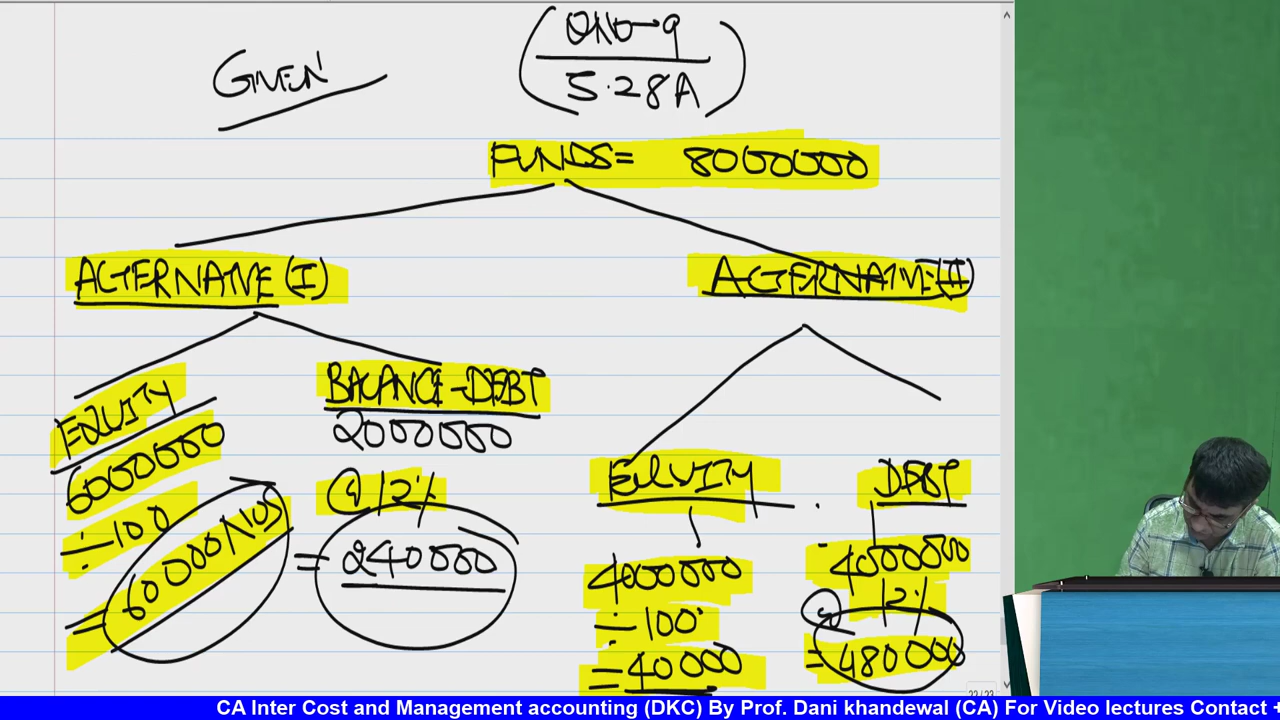 GIVEN
QNO-9
5.28A
FUNDS= 8000000
ALTERNATIVE (I)
ALTERNATIVE (II)
EQUITY
6000000
÷100
=60000 NOS
BALANCE-DEBT
2000000
@12%
=240000
EQUITY
4000000
÷100
=40000
DEBT
4000000
@12%
=480000
CA Inter Cost and Management accounting (DKC) By Prof. Dani khandewal (CA) For Video lectures Contact +